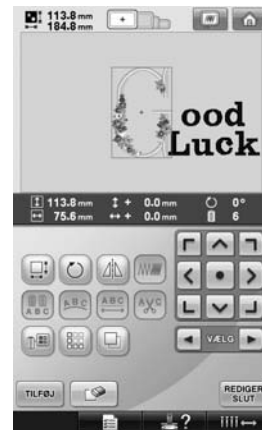 113.8 mm
184.8 mm
ood
Luck
113.8 mm + 0.0 mm 0°
75.6 mm + 0.0 mm 6
A B C A B C A B C
VÆLG
TILFØJ
REDIGER
SLUT
?